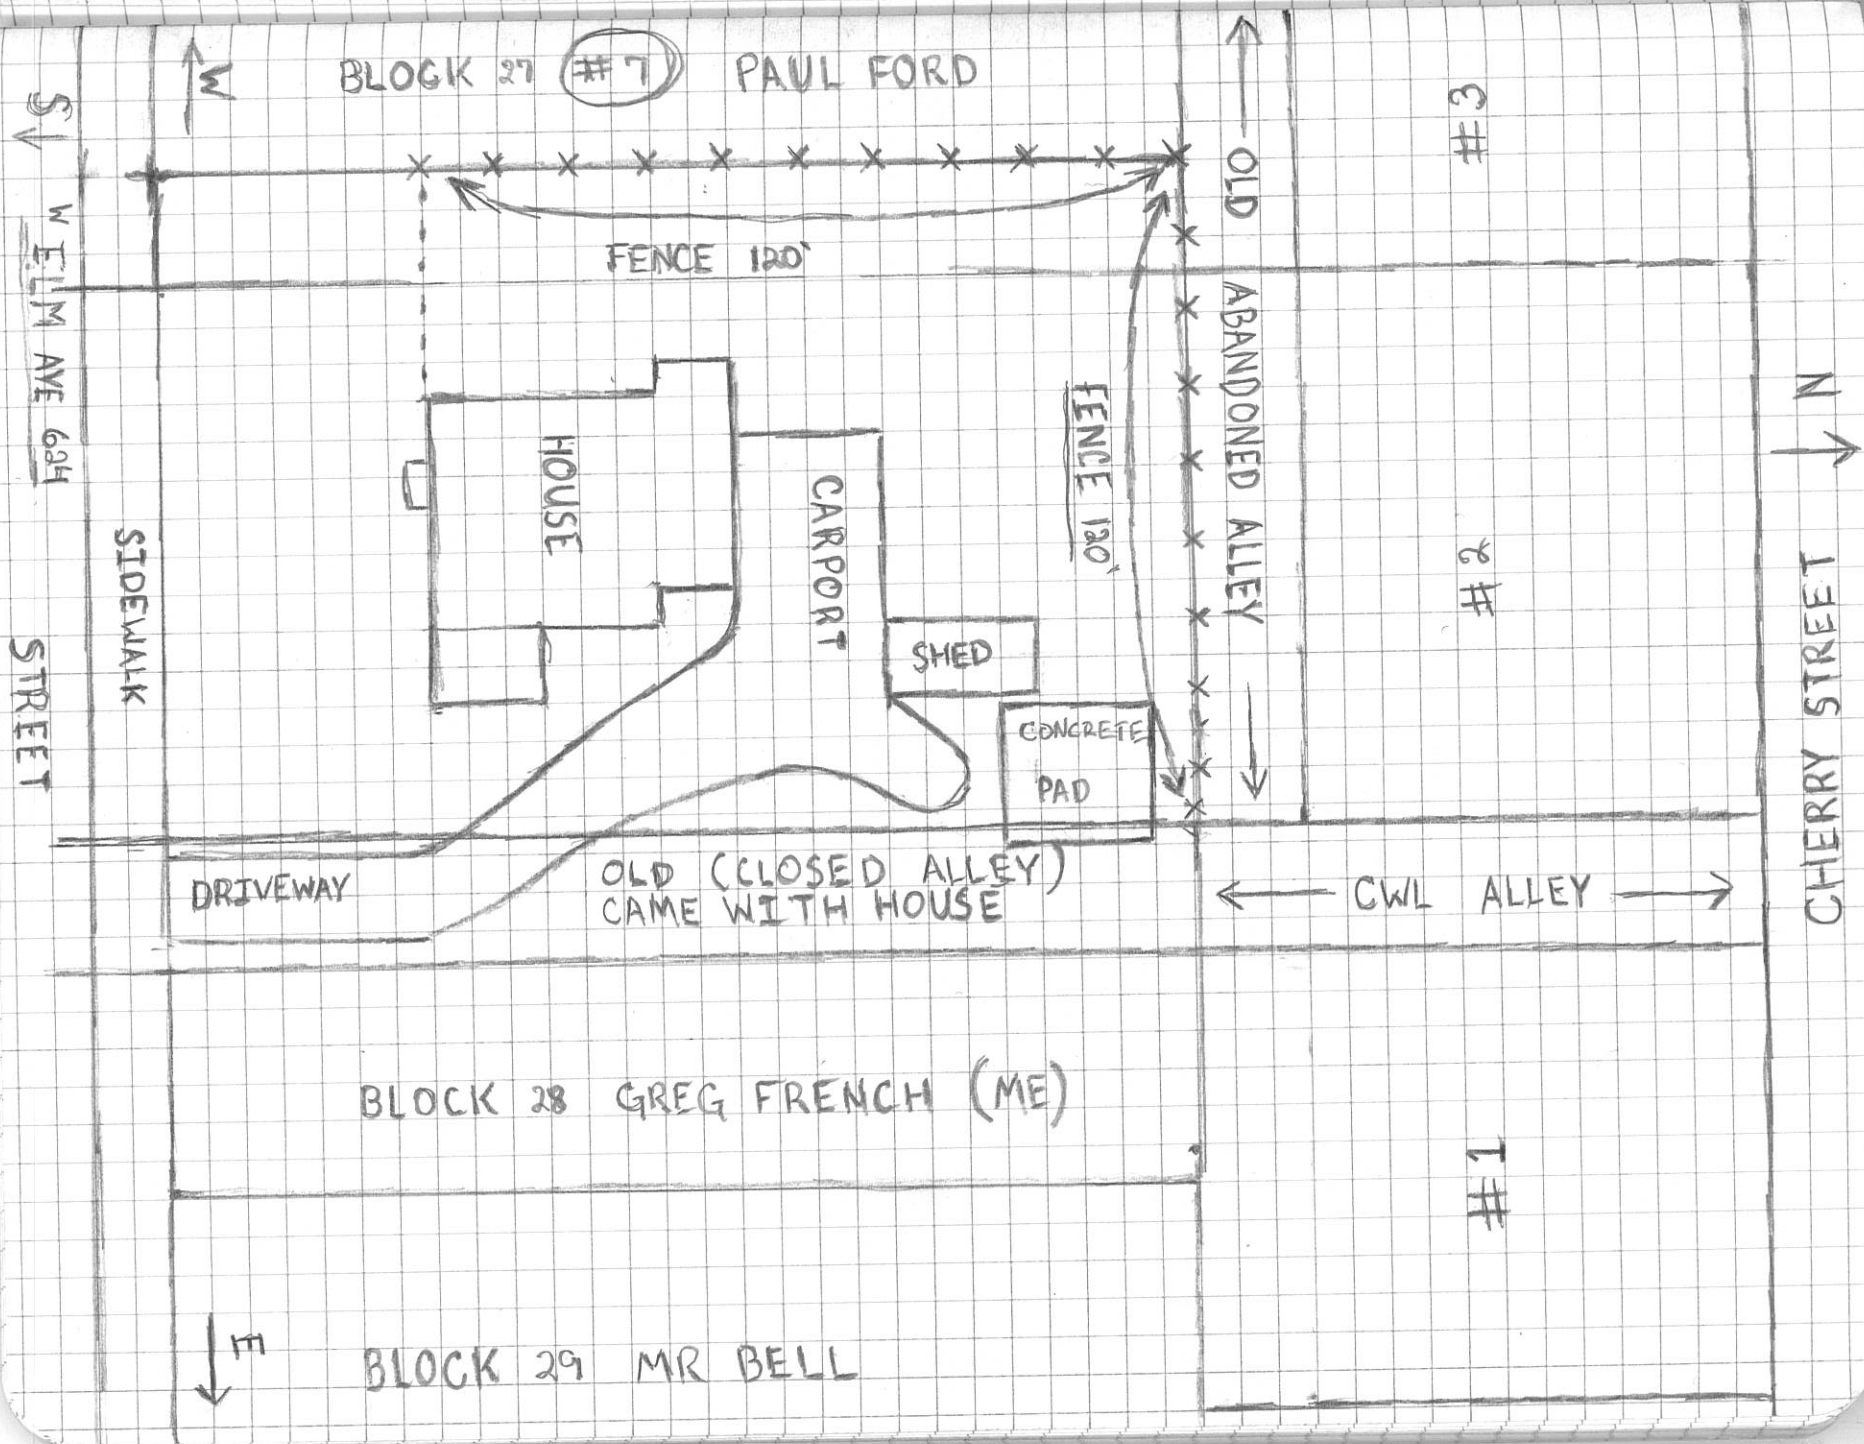 W
BLOCK 27 #7 PAUL FORD
S
W ELM AVE 624
STREET
SIDEWALK
FENCE 120'
FENCE 120'
OLD ABANDONED ALLEY
#3
#2
#1
N
CHERRY STREET
HOUSE
CARPORT
SHED
CONCRETE
PAD
DRIVEWAY
OLD (CLOSED ALLEY)
CAME WITH HOUSE
CWL ALLEY
BLOCK 28 GREG FRENCH (ME)
E
BLOCK 29 MR BELL